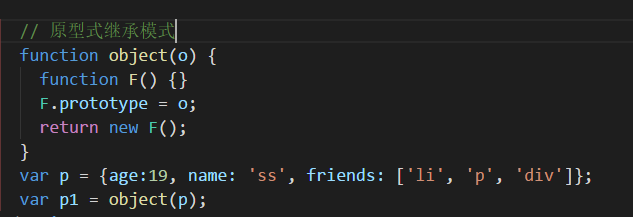 // 原型式继承模式
function object(o) {
  function F() {}
  F.prototype = o;
  return new F();
}
var p = {age:19, name: 'ss', friends: ['li', 'p', 'div']};
var p1 = object(p);